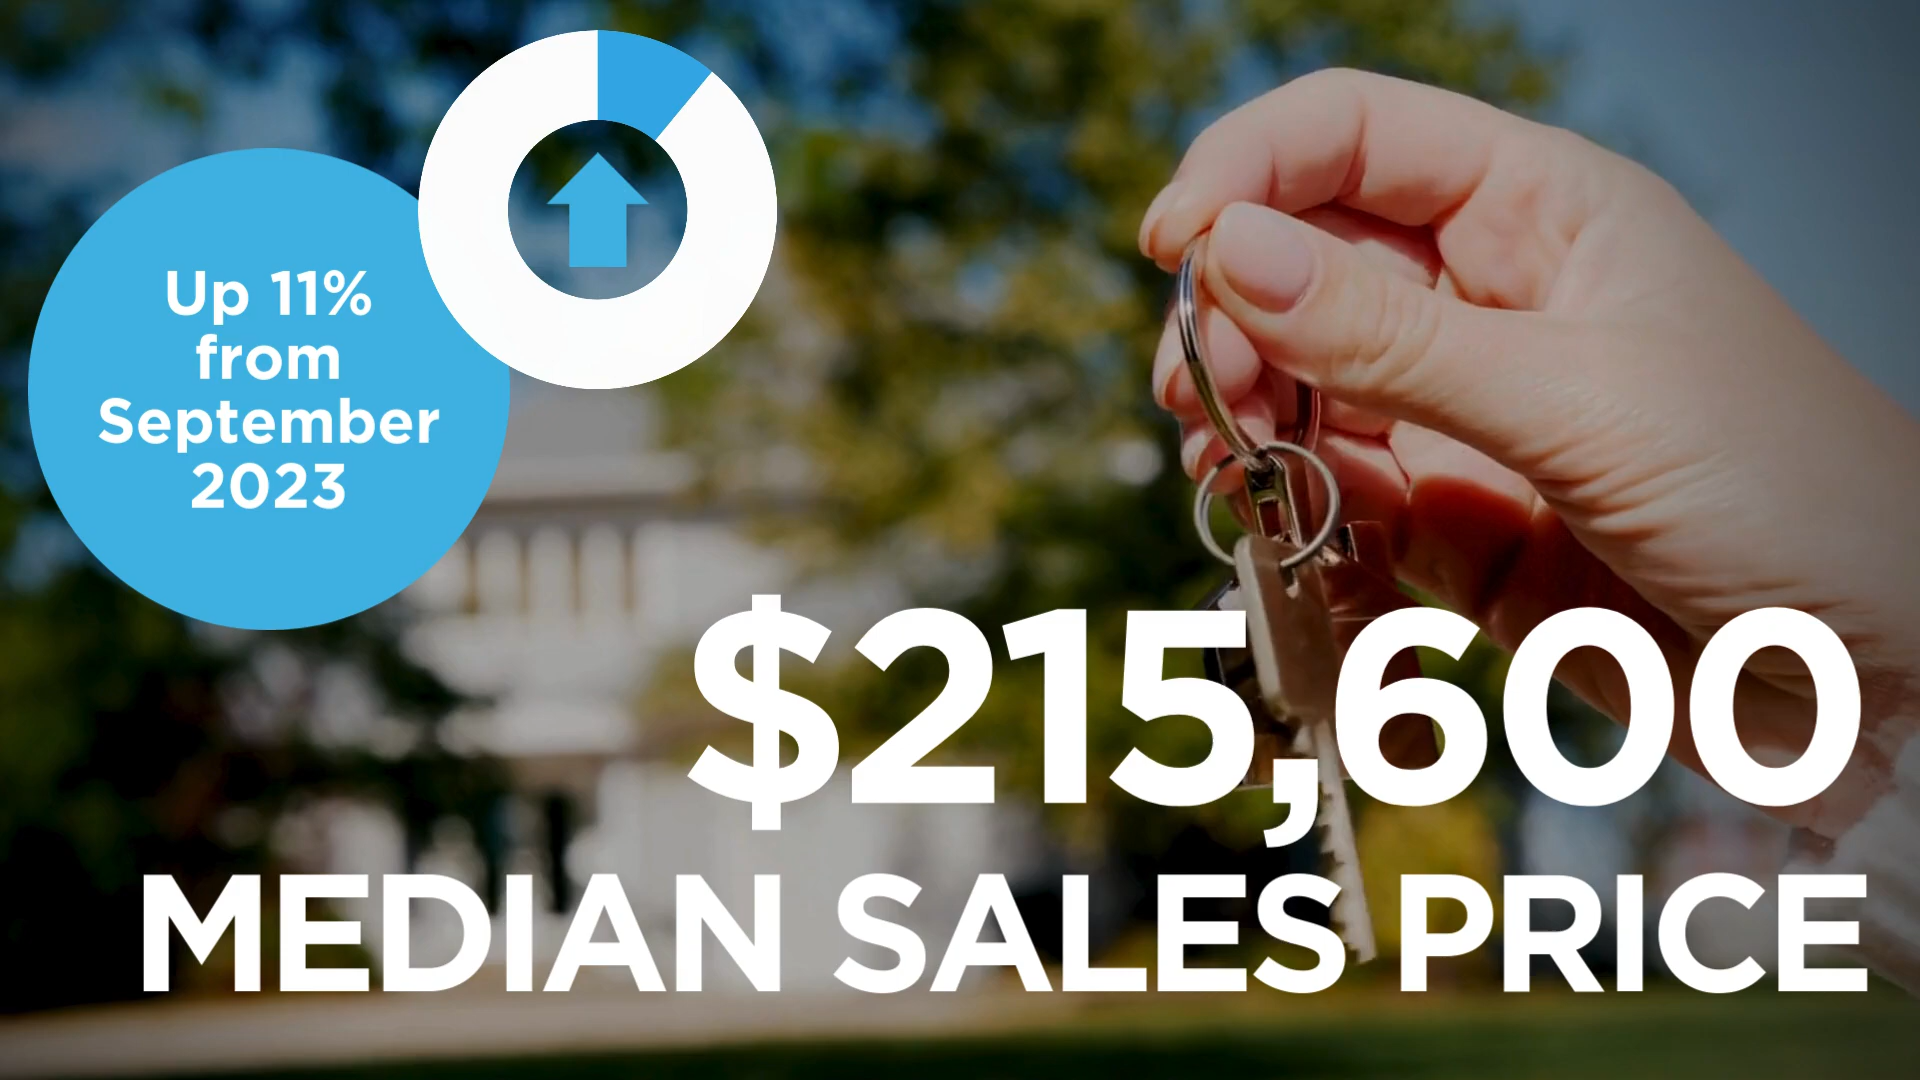 Up 11%
from
September
2023
$215,600
MEDIAN SALES PRICE